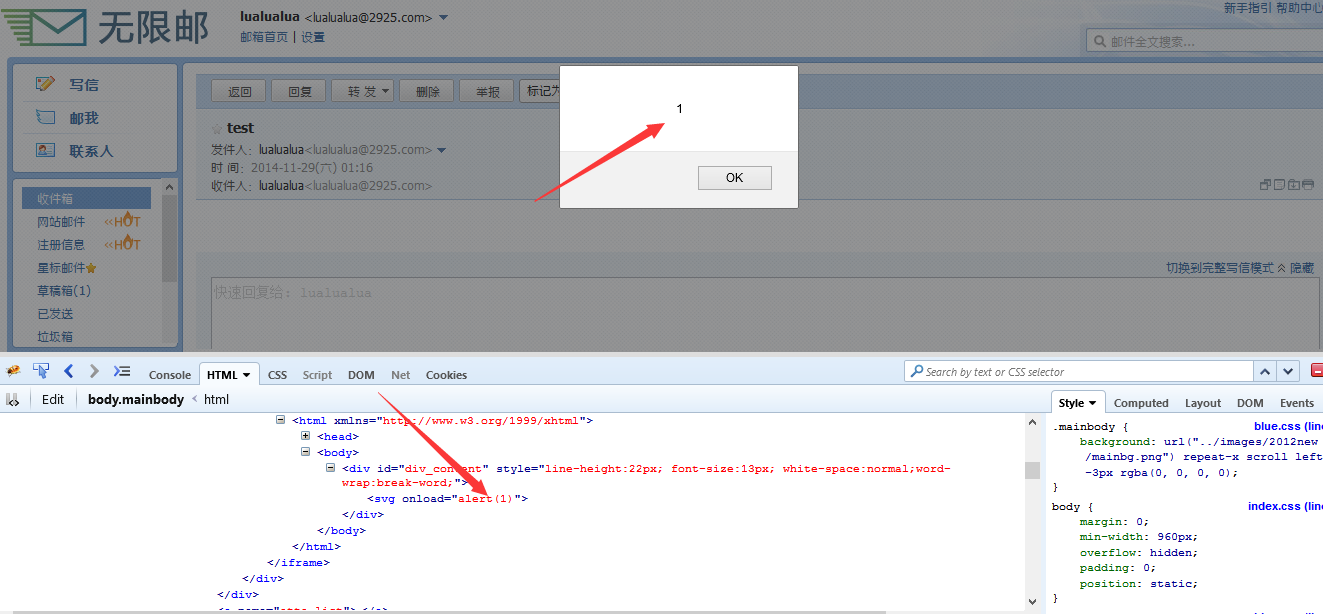 无限邮
lualualua <lualualua@2925.com>
邮箱首页 | 设置
新手指引 帮助中心
邮件全文搜索...
写信
邮我
联系人
收件箱
网站邮件 «HOT
注册信息 «HOT
星标邮件
草稿箱(1)
已发送
垃圾箱
返回 回复 转 发 删除 举报 标记为
test
发件人: lualualua<lualualua@2925.com>
时 间: 2014-11-29(六) 01:16
收件人: lualualua<lualualua@2925.com>
1
OK
切换到完整写信模式 隐藏
快速回复给: lualualua
Console HTML CSS Script DOM Net Cookies
Search by text or CSS selector
Edit body.mainbody < html
<html xmlns="http://www.w3.org/1999/xhtml">
<head>
<body>
<div id="div_content" style="line-height:22px; font-size:13px; white-space:normal;word-
wrap:break-word;">
<svg onload="alert(1)">
</div>
</body>
</html>
</iframe>
</div>
</div>
Style Computed Layout DOM Events
.mainbody { blue.css (line
background: url("../images/2012new
/mainbg.png") repeat-x scroll left
-3px rgba(0, 0, 0, 0);
}
body { index.css (line
margin: 0;
min-width: 960px;
overflow: hidden;
padding: 0;
position: static;
}